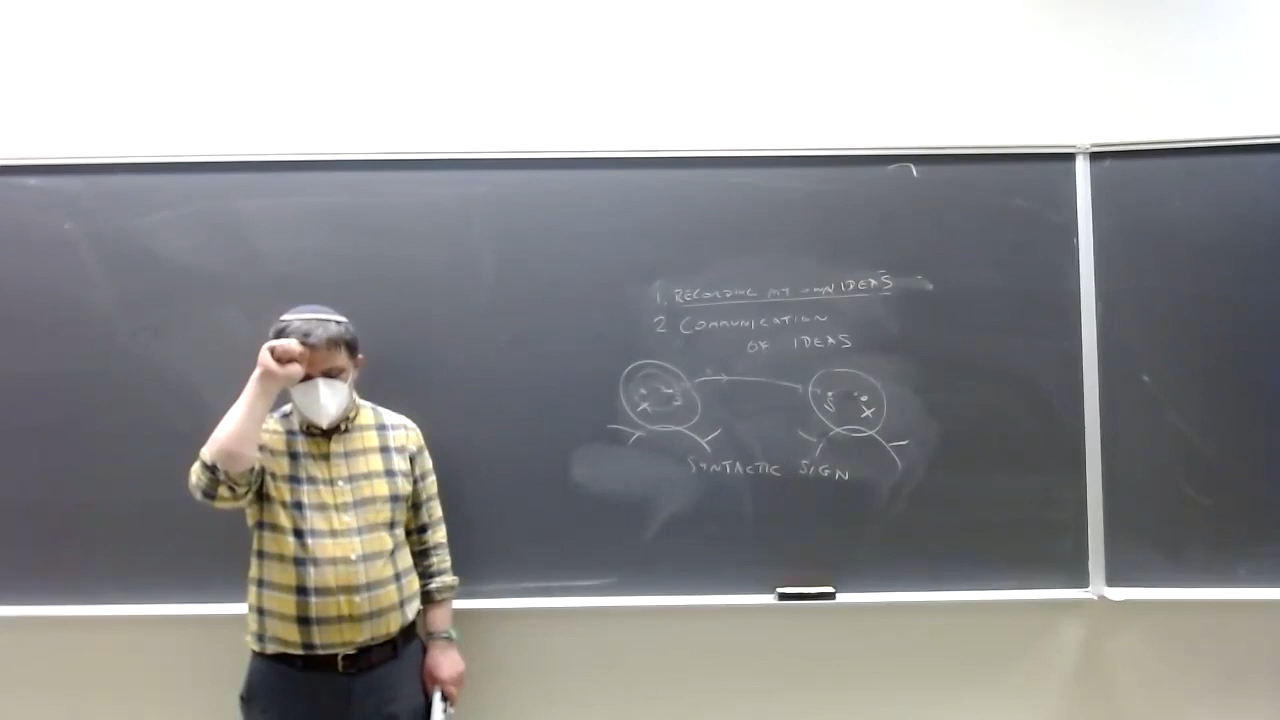 1. RECORDING MY OWN IDEAS
2 COMMUNICATION
OF IDEAS
SYNTACTIC SIGN